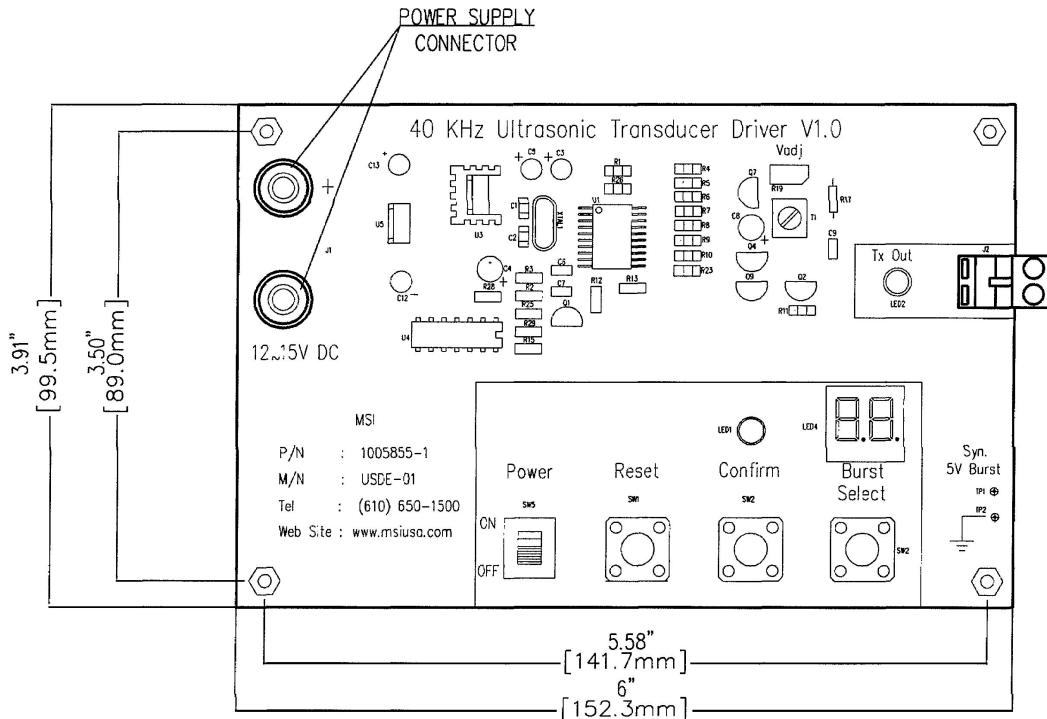 POWER SUPPLY
CONNECTOR
40 KHz Ultrasonic Transducer Driver V1.0
Vadj
C13
C3
R1
R26
R4
Q7
R5
R19
R6
R17
C1
U1
R7
U5
U3
C8
T1
R8
C2
R9
Q4
C9
J1
R10
Tx Out
J2
C4
R3
C6
R23
C12
R28
R2
C7
R12
R13
Q9
Q2
LED2
R25
Q1
R11
U4
R29
R15
12~15V DC
3.91"
[99.5mm]
3.50"
[89.0mm]
MSI
P/N : 1005855-1
M/N : USDE-01
Tel : (610) 650-1500
Web Site : www.msiusa.com
LED1
LED4
88
Power
Reset
Confirm
Burst
Select
Syn.
5V Burst
SW5
SW1
SW2
TP1
TP2
ON
OFF
SW2
5.58"
[141.7mm]
6"
[152.3mm]